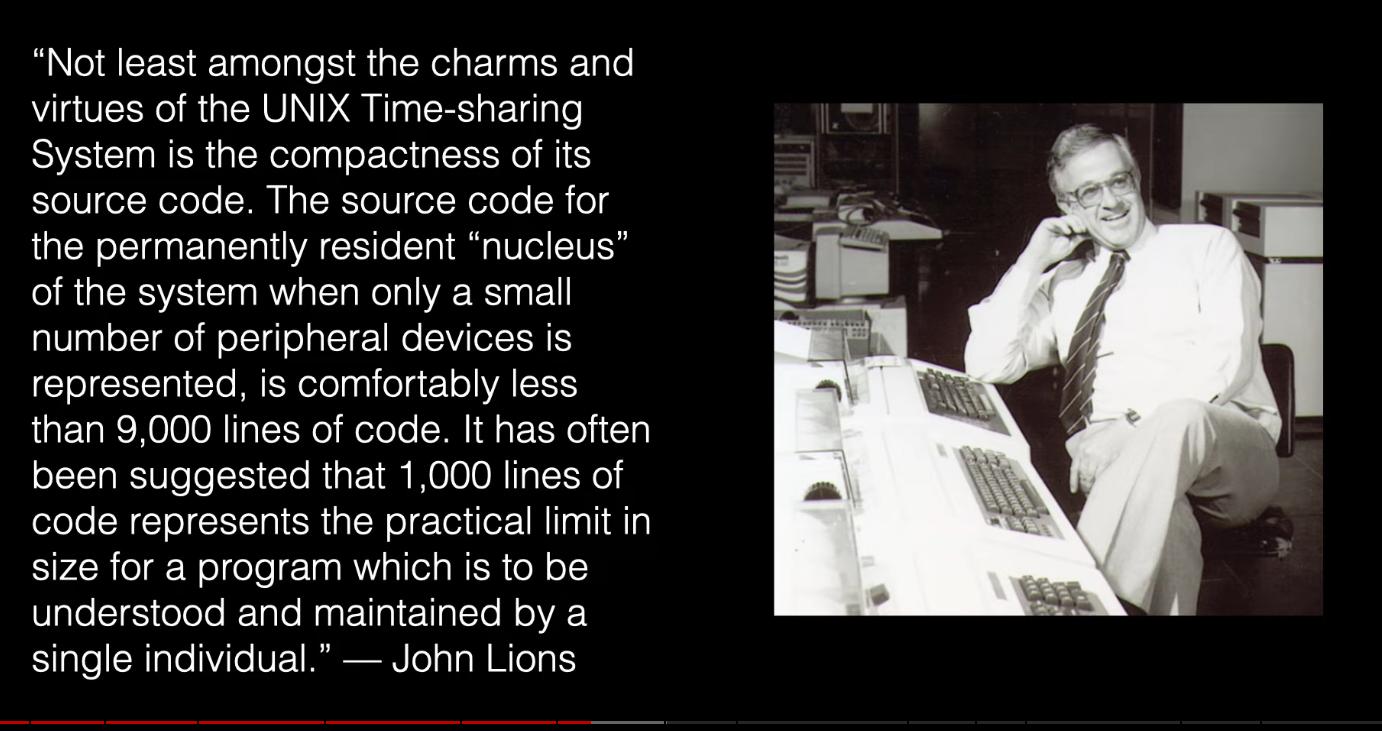 “Not least amongst the charms and
virtues of the UNIX Time-sharing
System is the compactness of its
source code. The source code for
the permanently resident “nucleus”
of the system when only a small
number of peripheral devices is
represented, is comfortably less
than 9,000 lines of code. It has often
been suggested that 1,000 lines of
code represents the practical limit in
size for a program which is to be
understood and maintained by a
single individual.” — John Lions